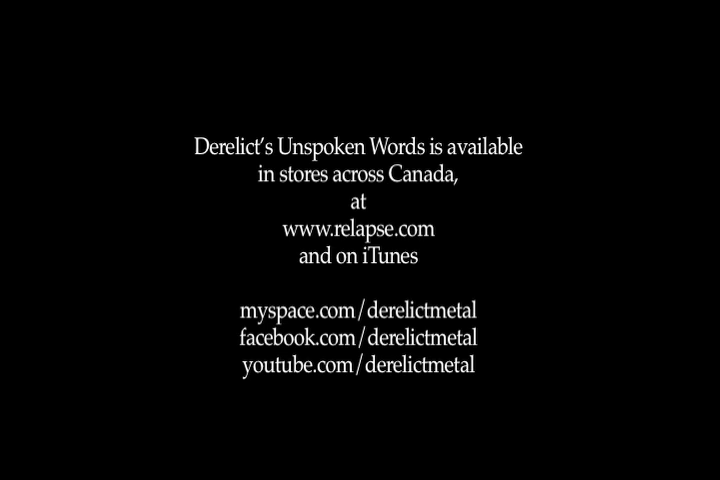 Derelict’s Unspoken Words is available
in stores across Canada,
at
www.relapse.com
and on iTunes
myspace.com/derelictmetal
facebook.com/derelictmetal
youtube.com/derelictmetal